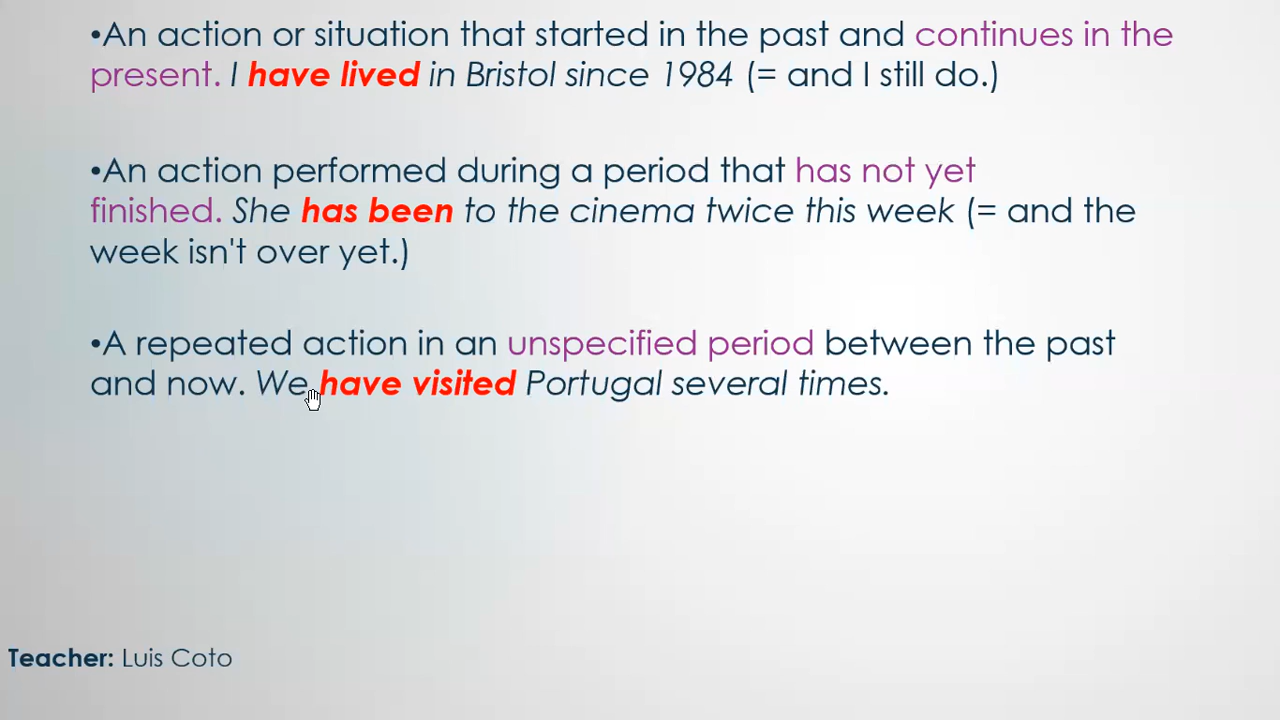 •An action or situation that started in the past and continues in the
present. I have lived in Bristol since 1984 (= and I still do.)
•An action performed during a period that has not yet
finished. She has been to the cinema twice this week (= and the
week isn't over yet.)
•A repeated action in an unspecified period between the past
and now. We have visited Portugal several times.
Teacher: Luis Coto